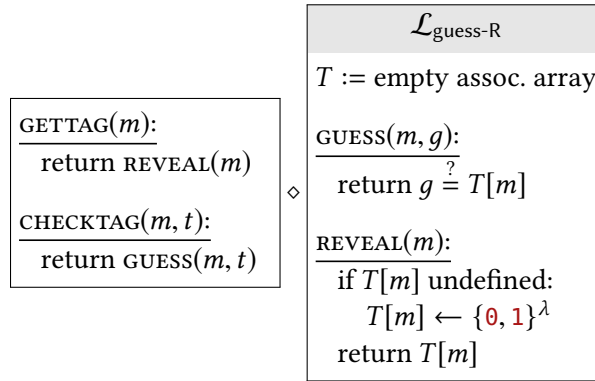 GETTAG(m):
return REVEAL(m)
CHECKTAG(m, t):
return GUESS(m, t)
⋄
𝓛guess-R
T := empty assoc. array
GUESS(m, g):
return g ≟ T[m]
REVEAL(m):
if T[m] undefined:
T[m] ← {0, 1}^λ
return T[m]